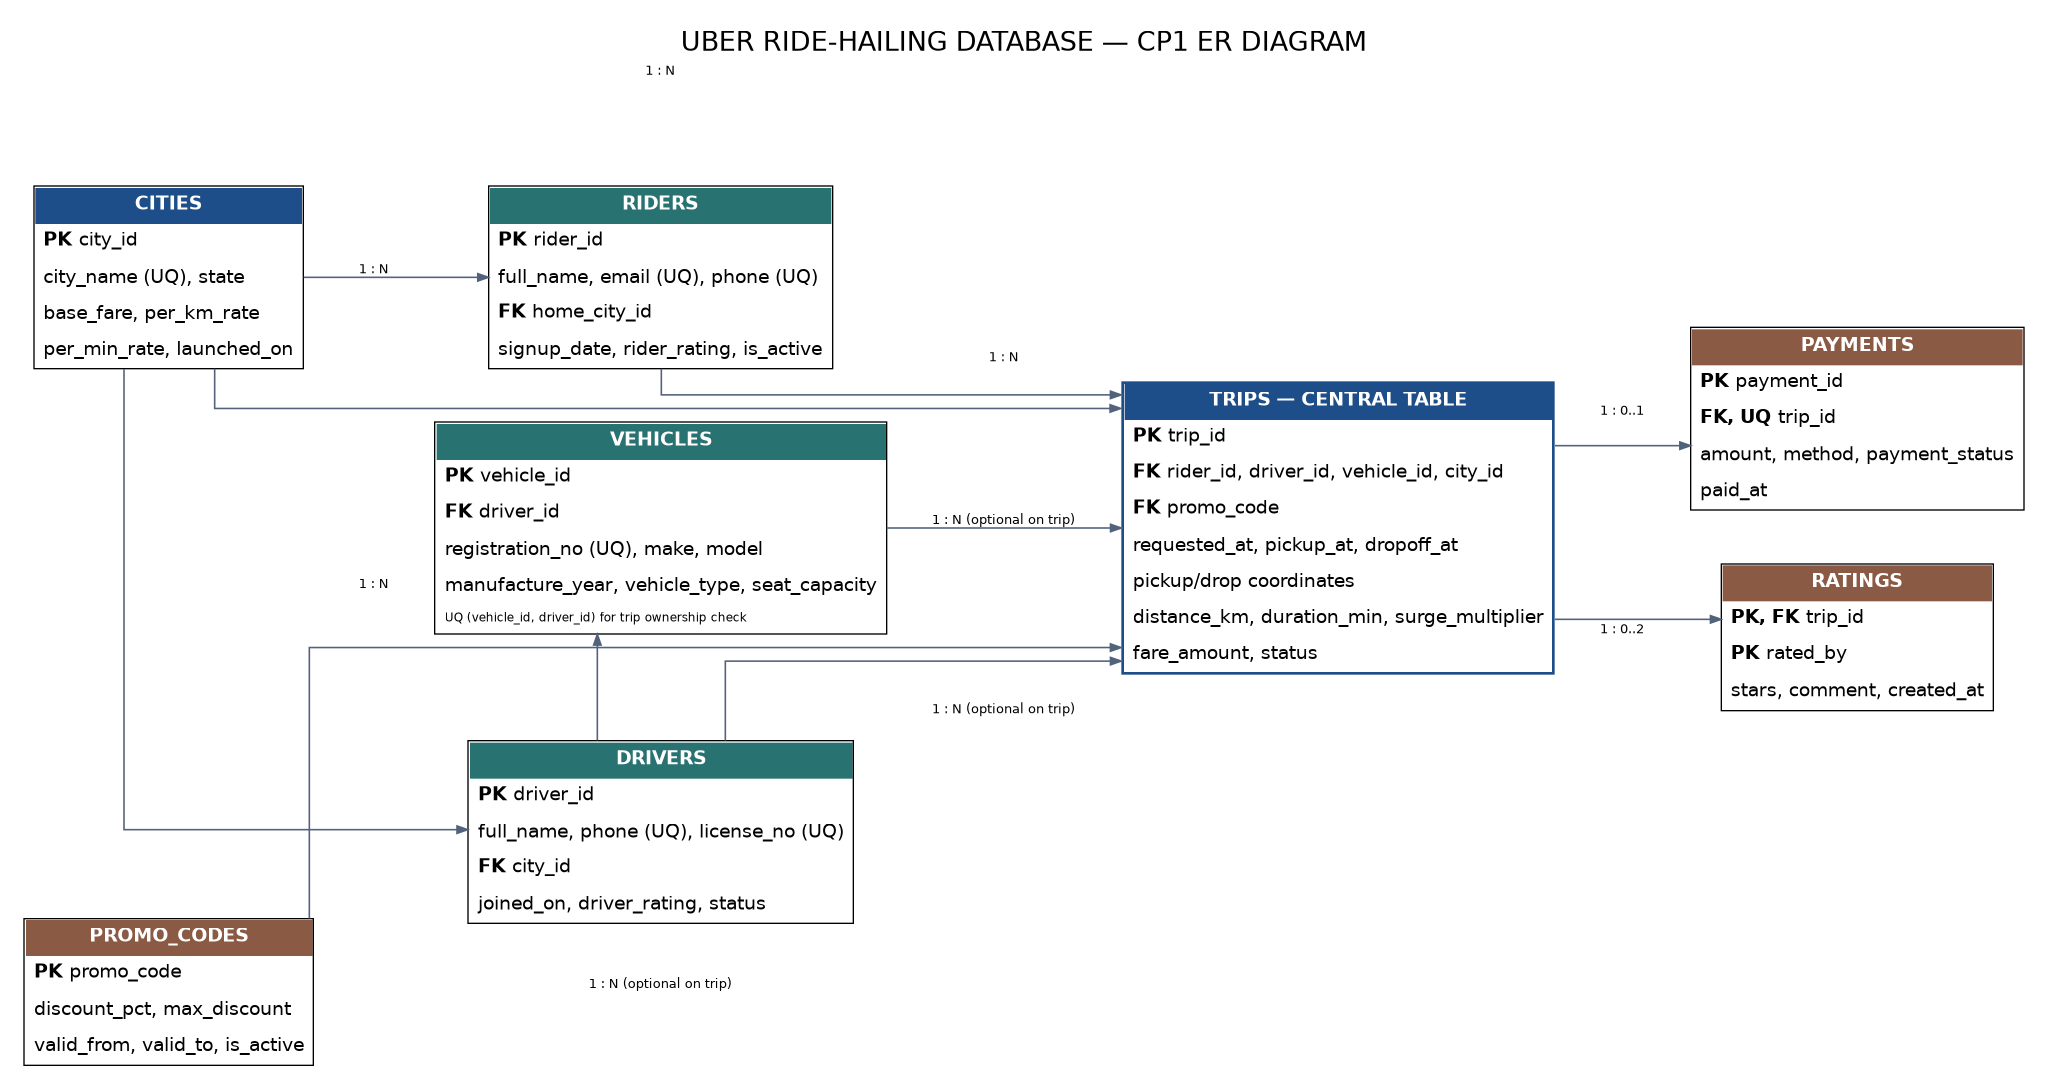 UBER RIDE-HAILING DATABASE — CP1 ER DIAGRAM
1 : N
CITIES
PK city_id
city_name (UQ), state
base_fare, per_km_rate
per_min_rate, launched_on
1 : N
RIDERS
PK rider_id
full_name, email (UQ), phone (UQ)
FK home_city_id
signup_date, rider_rating, is_active
1 : N
VEHICLES
PK vehicle_id
FK driver_id
registration_no (UQ), make, model
manufacture_year, vehicle_type, seat_capacity
UQ (vehicle_id, driver_id) for trip ownership check
1 : N (optional on trip)
1 : N
TRIPS — CENTRAL TABLE
PK trip_id
FK rider_id, driver_id, vehicle_id, city_id
FK promo_code
requested_at, pickup_at, dropoff_at
pickup/drop coordinates
distance_km, duration_min, surge_multiplier
fare_amount, status
1 : 0..1
PAYMENTS
PK payment_id
FK, UQ trip_id
amount, method, payment_status
paid_at
1 : 0..2
RATINGS
PK, FK trip_id
PK rated_by
stars, comment, created_at
1 : N (optional on trip)
DRIVERS
PK driver_id
full_name, phone (UQ), license_no (UQ)
FK city_id
joined_on, driver_rating, status
PROMO_CODES
PK promo_code
discount_pct, max_discount
valid_from, valid_to, is_active
1 : N (optional on trip)